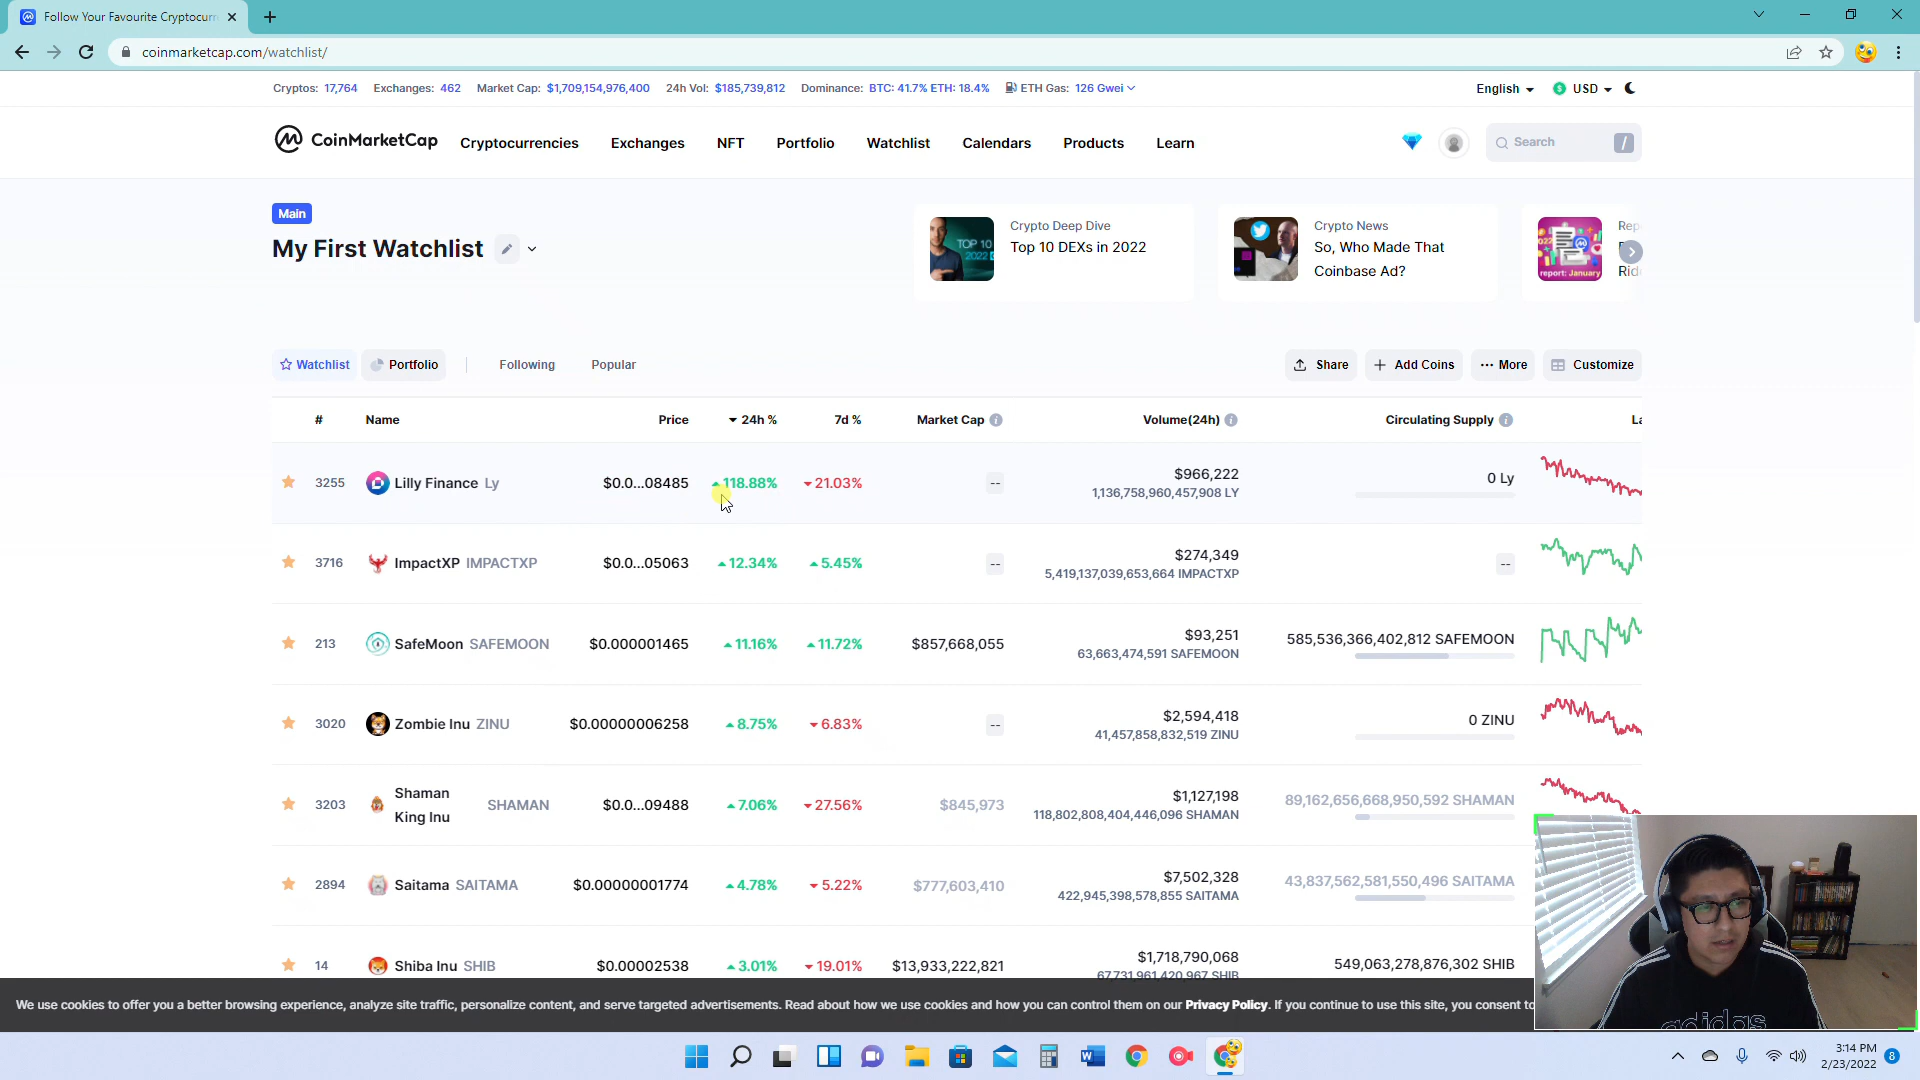 Follow Your Favourite Cryptocurr
coinmarketcap.com/watchlist/
Cryptos: 17,764 Exchanges: 462 Market Cap: $1,709,154,976,400 24h Vol: $185,739,812 Dominance: BTC: 41.7% ETH: 18.4% ETH Gas: 126 Gwei English USD
CoinMarketCap Cryptocurrencies Exchanges NFT Portfolio Watchlist Calendars Products Learn Search /
Main
My First Watchlist
TOP 10
2022
Crypto Deep Dive
Top 10 DEXs in 2022
Crypto News
So, Who Made That
Coinbase Ad?
report: January
Rep
Rid
Watchlist Portfolio Following Popular Share Add Coins More Customize
# Name Price 24h % 7d % Market Cap Volume(24h) Circulating Supply La
3255 Lilly Finance Ly $0.0...08485 118.88% 21.03% -- $966,222 0 Ly
1,136,758,960,457,908 LY
3716 ImpactXP IMPACTXP $0.0...05063 12.34% 5.45% -- $274,349 --
5,419,137,039,653,664 IMPACTXP
213 SafeMoon SAFEMOON $0.000001465 11.16% 11.72% $857,668,055 $93,251 585,536,366,402,812 SAFEMOON
63,663,474,591 SAFEMOON
3020 Zombie Inu ZINU $0.00000006258 8.75% 6.83% -- $2,594,418 0 ZINU
41,457,858,832,519 ZINU
3203 Shaman King Inu SHAMAN $0.0...09488 7.06% 27.56% $845,973 $1,127,198 89,162,656,668,950,592 SHAMAN
118,802,808,404,446,096 SHAMAN
2894 Saitama SAITAMA $0.00000001774 4.78% 5.22% $777,603,410 $7,502,328 43,837,562,581,550,496 SAITAMA
422,945,398,578,855 SAITAMA
14 Shiba Inu SHIB $0.00002538 3.01% 19.01% $13,933,222,821 $1,718,790,068 549,063,278,876,302 SHIB
67,731,961,420,967 SHIB
We use cookies to offer you a better browsing experience, analyze site traffic, personalize content, and serve targeted advertisements. Read about how we use cookies and how you can control them on our Privacy Policy. If you continue to use this site, you consent to
adidas
3:14 PM
2/23/2022 8